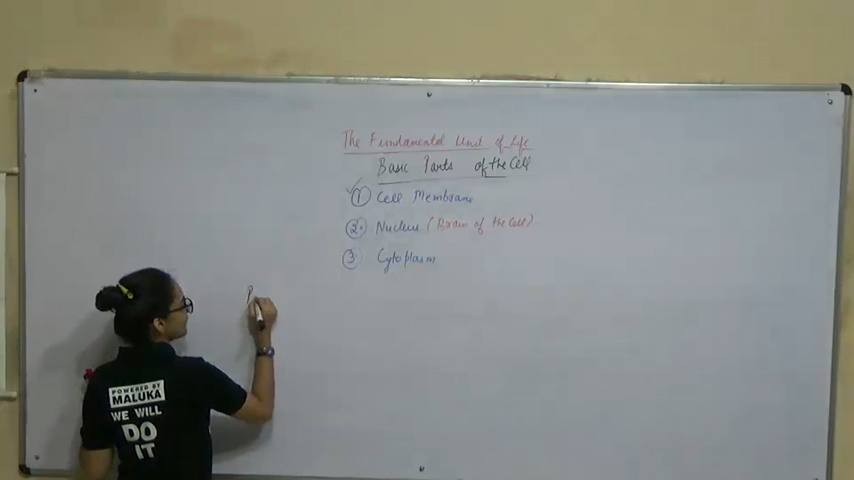 The Fundamental Unit of Life
Basic Parts of the Cell
1 Cell Membrane
2. Nucleus (Brain of the Cell)
3. Cytoplasm
P
POWERED BY
MALUKA
WE WILL
DO
IT